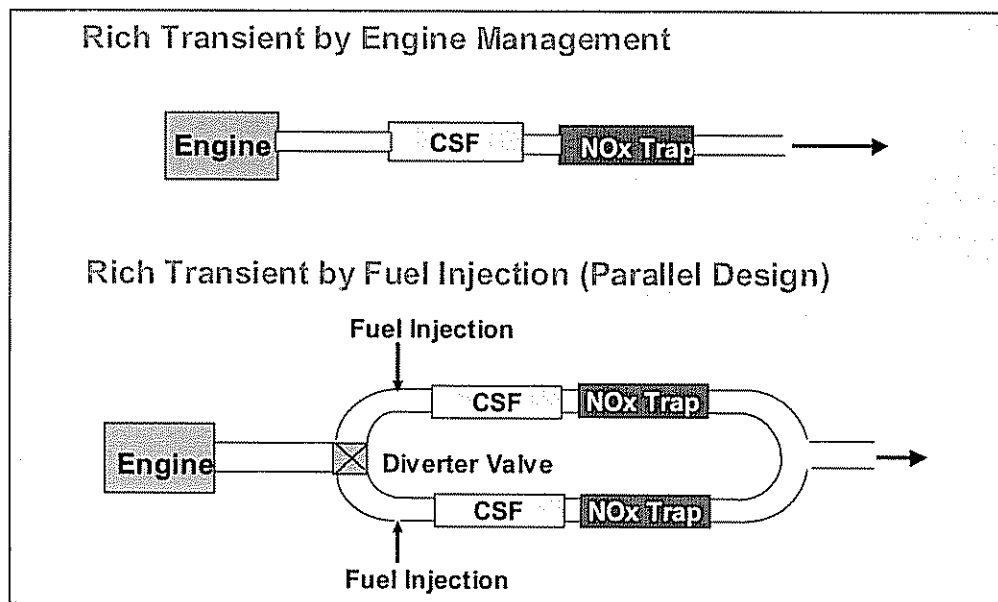 Rich Transient by Engine Management
Engine
CSF
NOx Trap
Rich Transient by Fuel Injection (Parallel Design)
Fuel Injection
CSF
NOx Trap
Engine
Diverter Valve
CSF
NOx Trap
Fuel Injection